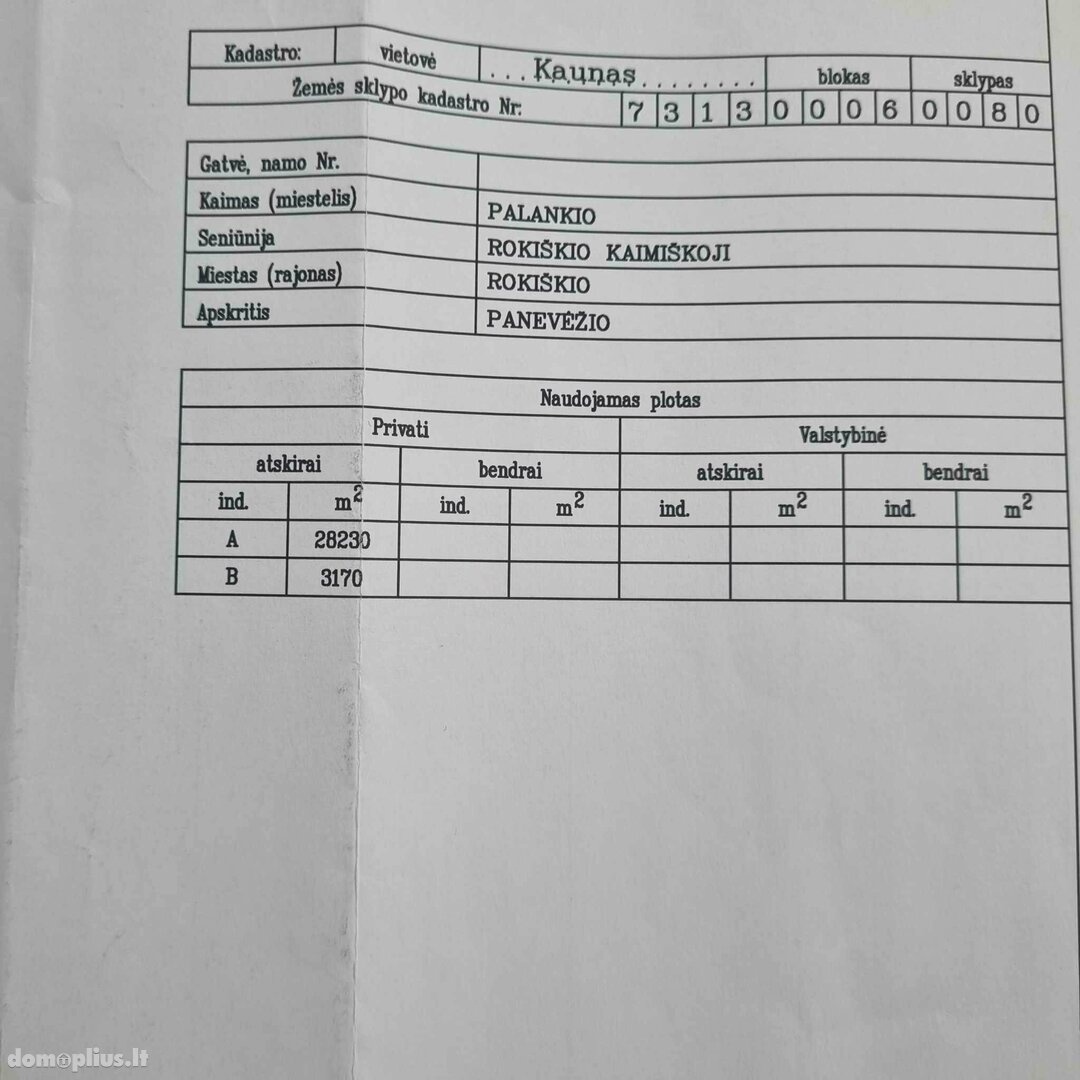 Kadastro: vietovė ...Kaunas........ blokas sklypas
Žemės sklypo kadastro Nr: 7 3 1 3 0 0 0 6 0 0 8 0
Gatvė, namo Nr.
Kaimas (miestelis) PALANKIO
Seniūnija ROKIŠKIO KAIMIŠKOJI
Miestas (rajonas) ROKIŠKIO
Apskritis PANEVĖŽIO
Naudojamas plotas
Privati Valstybinė
atskirai bendrai atskirai bendrai
ind. m² ind. m² ind. m² ind. m²
A 28230
B 3170
domoplius.lt